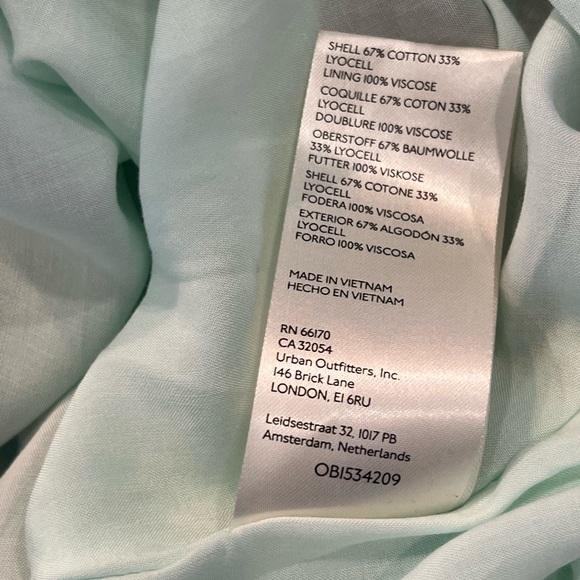 SHELL 67% COTTON 33%
LYOCELL
LINING 100% VISCOSE
COQUILLE 67% COTON 33%
LYOCELL
DOUBLURE 100% VISCOSE
OBERSTOFF 67% BAUMWOLLE
33% LYOCELL
FUTTER 100% VISKOSE
SHELL 67% COTONE 33%
LYOCELL
FODERA 100% VISCOSA
EXTERIOR 67% ALGODÓN 33%
LYOCELL
FORRO 100% VISCOSA
MADE IN VIETNAM
HECHO EN VIETNAM
RN 66170
CA 32054
Urban Outfitters, Inc.
146 Brick Lane
LONDON, E1 6RU
Leidsestraat 32, 1017 PB
Amsterdam, Netherlands
OB1534209